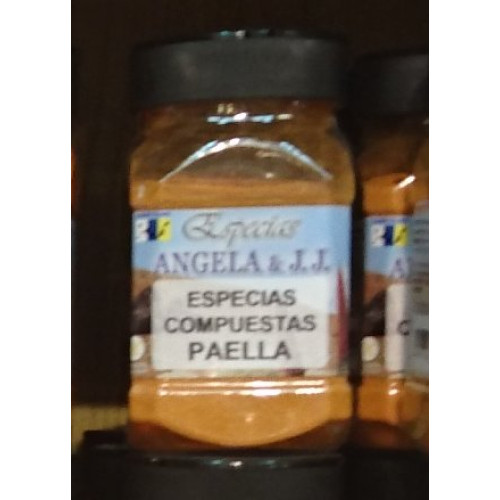 Especias
ANGELA & J.J.
ESPECIAS
COMPUESTAS
PAELLA